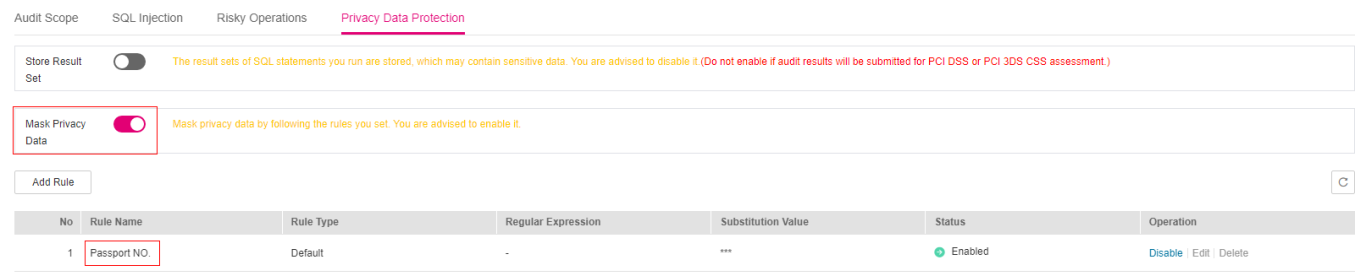 Audit Scope SQL Injection Risky Operations Privacy Data Protection
Store Result The result sets of SQL statements you run are stored, which may contain sensitive data. You are advised to disable it.(Do not enable if audit results will be submitted for PCI DSS or PCI 3DS CSS assessment.)
Set
Mask Privacy Mask privacy data by following the rules you set. You are advised to enable it.
Data
Add Rule
No Rule Name Rule Type Regular Expression Substitution Value Status Operation
1 Passport NO. Default - *** Enabled Disable | Edit | Delete